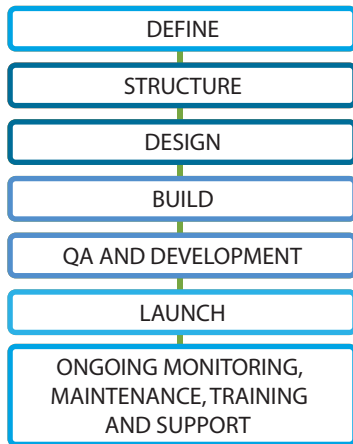 DEFINE
STRUCTURE
DESIGN
BUILD
QA AND DEVELOPMENT
LAUNCH
ONGOING MONITORING,
MAINTENANCE, TRAINING
AND SUPPORT